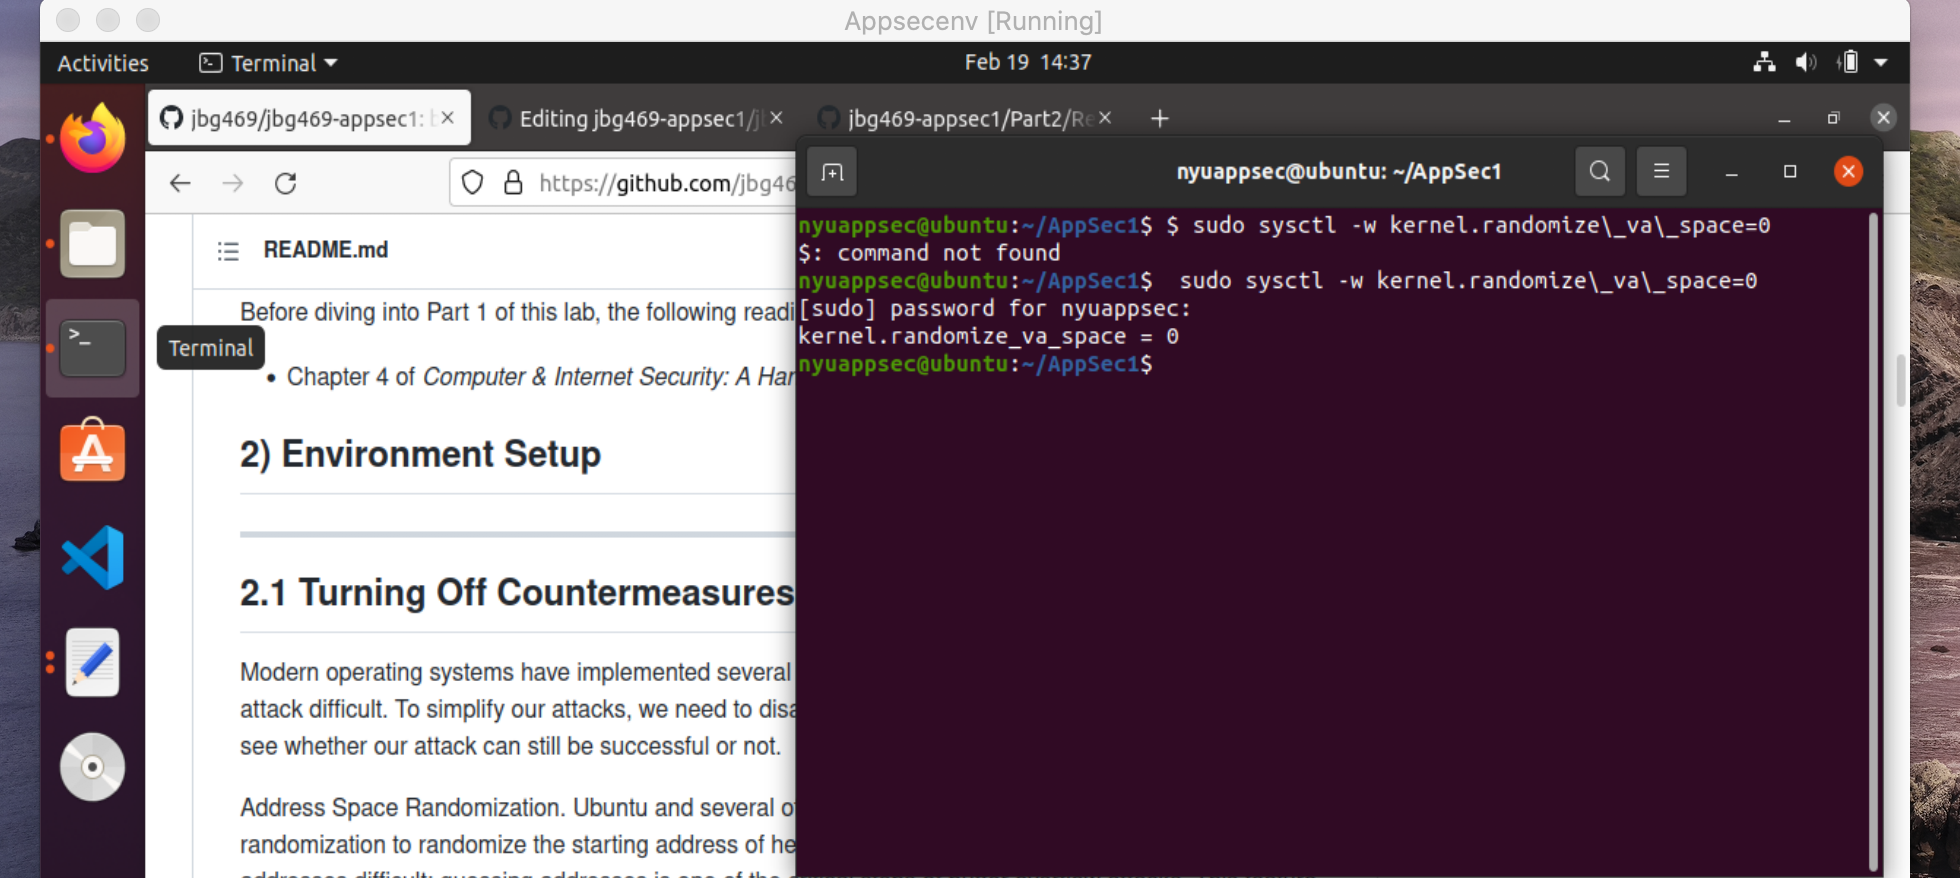 Appsecenv [Running]
Activities Terminal Feb 19 14:37
jbg469/jbg469-appsec1: Editing jbg469-appsec1/ jbg469-appsec1/Part2/Re
https://github.com/jbg46
README.md
Before diving into Part 1 of this lab, the following readi
Terminal
• Chapter 4 of Computer & Internet Security: A Har
2) Environment Setup
2.1 Turning Off Countermeasures
Modern operating systems have implemented several
attack difficult. To simplify our attacks, we need to disa
see whether our attack can still be successful or not.
Address Space Randomization. Ubuntu and several o
randomization to randomize the starting address of he
nyuappsec@ubuntu: ~/AppSec1
nyuappsec@ubuntu:~/AppSec1$ $ sudo sysctl -w kernel.randomize\_va\_space=0
$: command not found
nyuappsec@ubuntu:~/AppSec1$  sudo sysctl -w kernel.randomize\_va\_space=0
[sudo] password for nyuappsec:
kernel.randomize_va_space = 0
nyuappsec@ubuntu:~/AppSec1$